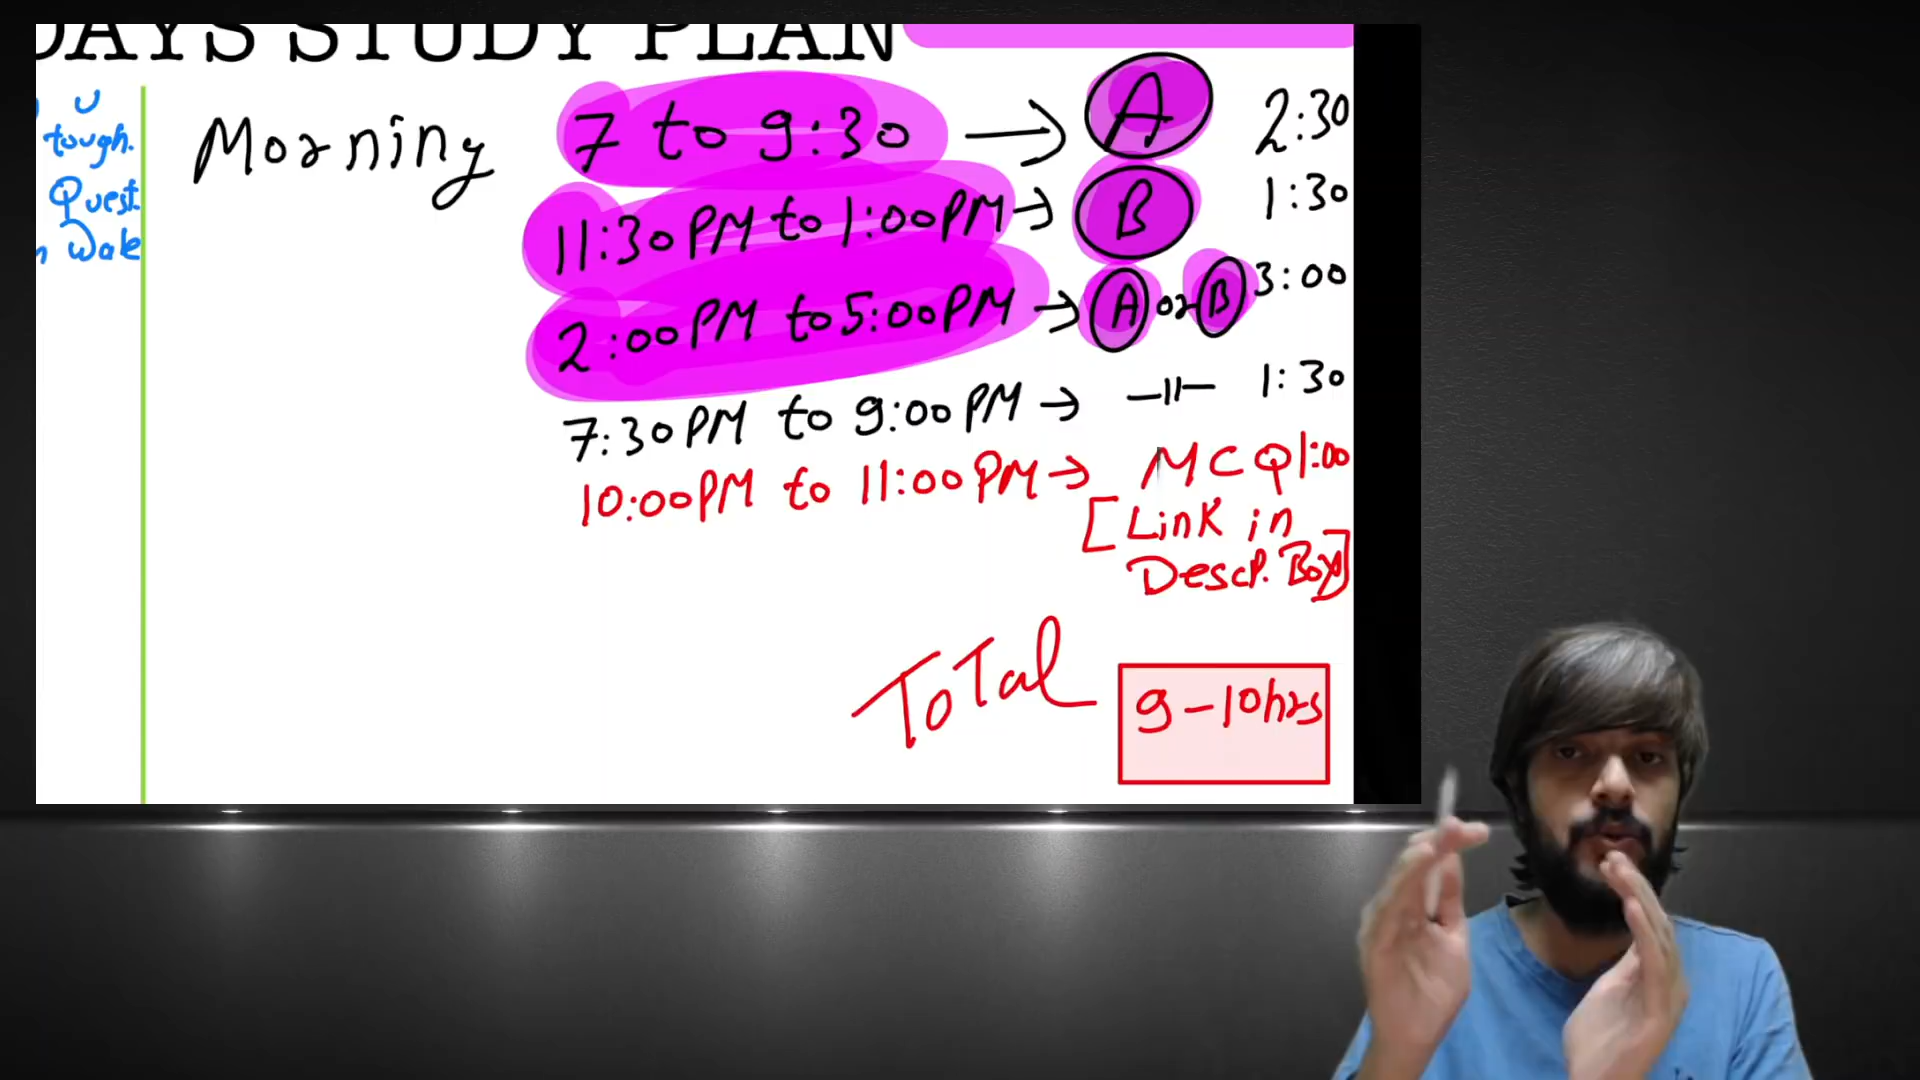 DAYS STUDY PLAN
tough.
Quest
Wake
Morning 7 to 9:30 → A 2:30
11:30PM to 1:00PM → B 1:30
2:00PM to 5:00PM → A or B 3:00
7:30PM to 9:00PM → —||— 1:30
10:00PM to 11:00PM → MCQ 1:00
[Link in
Descp. Box]
ToTal 9-10hrs